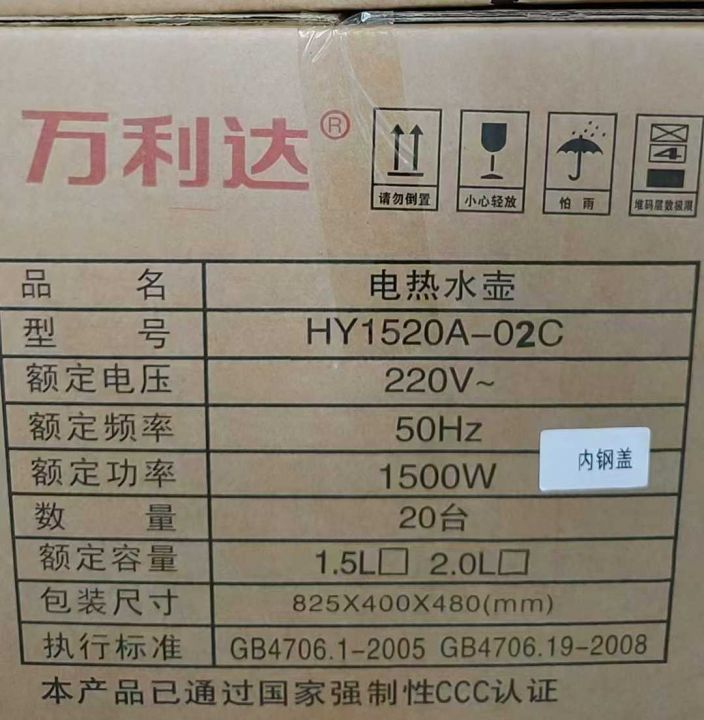 万利达®
请勿倒置
小心轻放
怕 雨
4
堆码层数极限
品 名 电热水壶
型 号 HY1520A-02C
额定电压 220V~
额定频率 50Hz
内钢盖
额定功率 1500W
数 量 20台
额定容量 1.5L□ 2.0L□
包装尺寸 825X400X480(mm)
执行标准 GB4706.1-2005 GB4706.19-2008
本产品已通过国家强制性CCC认证